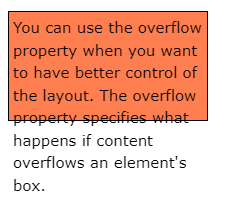 You can use the overflow
property when you want
to have better control of
the layout. The overflow
property specifies what
happens if content
overflows an element's
box.